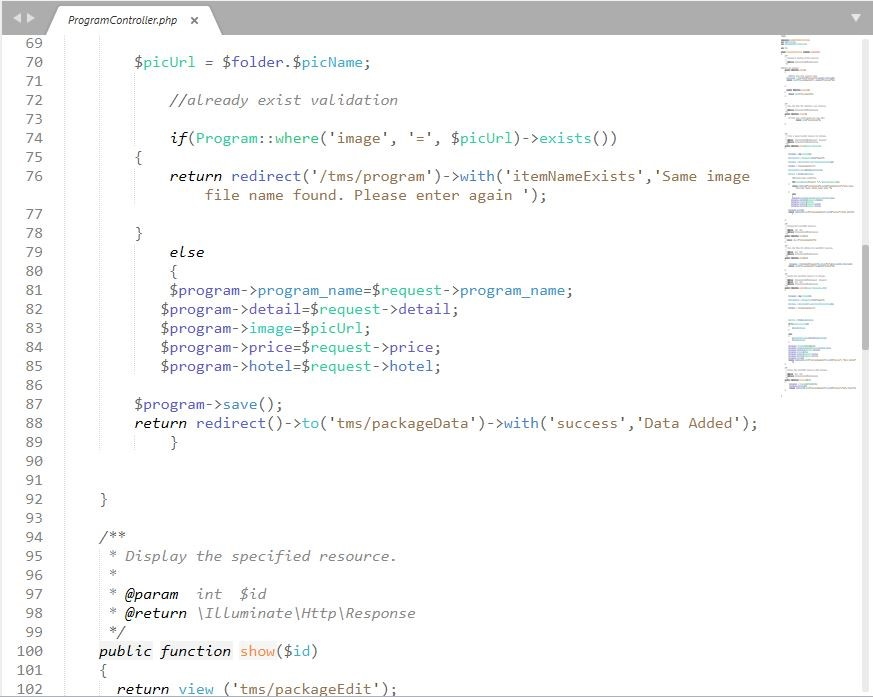 ProgramController.php ×
69
70 $picUrl = $folder.$picName;
71
72 //already exist validation
73
74 if(Program::where('image', '=', $picUrl)->exists())
75 {
76 return redirect('/tms/program')->with('itemNameExists','Same image
file name found. Please enter again ');
77
78 }
79 else
80 {
81 $program->program_name=$request->program_name;
82 $program->detail=$request->detail;
83 $program->image=$picUrl;
84 $program->price=$request->price;
85 $program->hotel=$request->hotel;
86
87 $program->save();
88 return redirect()->to('tms/packageData')->with('success','Data Added');
89 }
90
91
92 }
93
94 /**
95 * Display the specified resource.
96 *
97 * @param  int  $id
98 * @return \Illuminate\Http\Response
99 */
100 public function show($id)
101 {
102 return view ('tms/packageEdit');